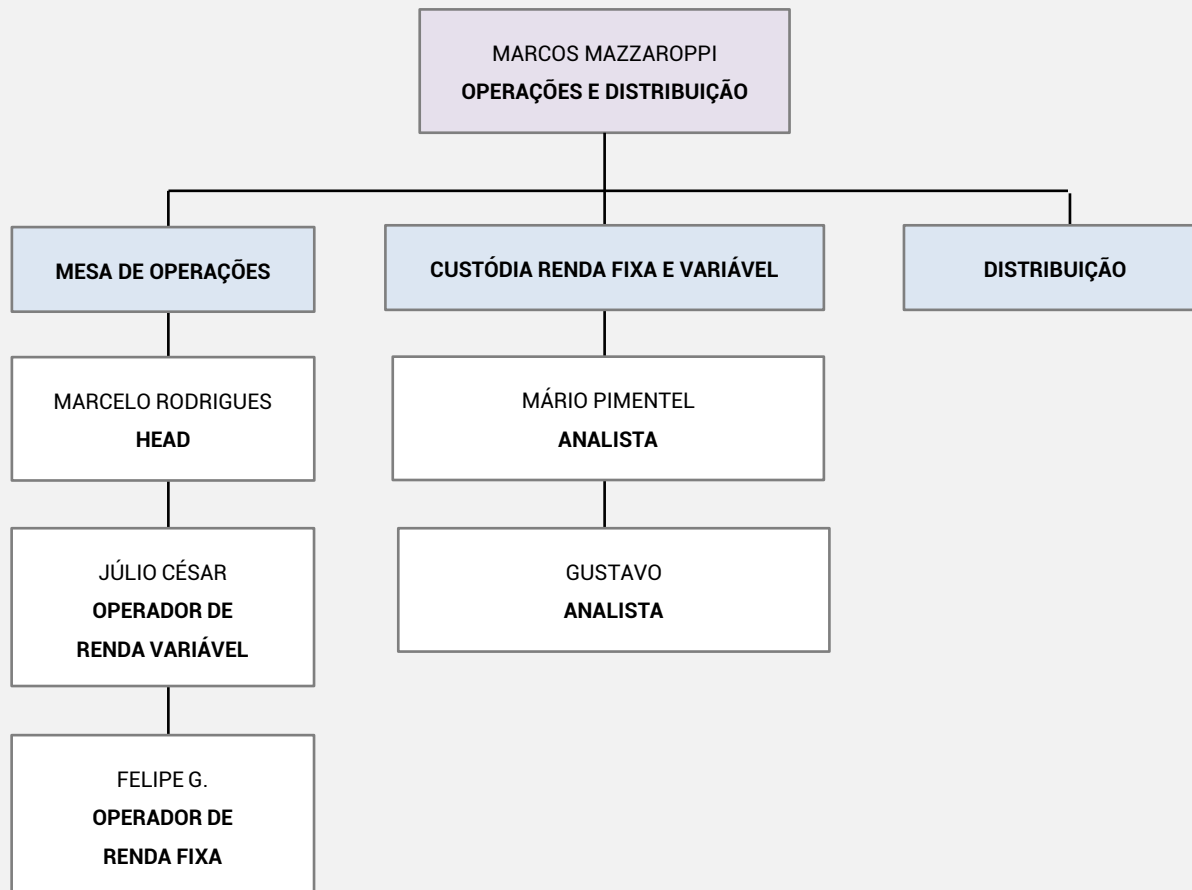 MARCOS MAZZAROPPI
OPERAÇÕES E DISTRIBUIÇÃO
MESA DE OPERAÇÕES
CUSTÓDIA RENDA FIXA E VARIÁVEL
DISTRIBUIÇÃO
MARCELO RODRIGUES
HEAD
MÁRIO PIMENTEL
ANALISTA
JÚLIO CÉSAR
OPERADOR DE
RENDA VARIÁVEL
GUSTAVO
ANALISTA
FELIPE G.
OPERADOR DE
RENDA FIXA